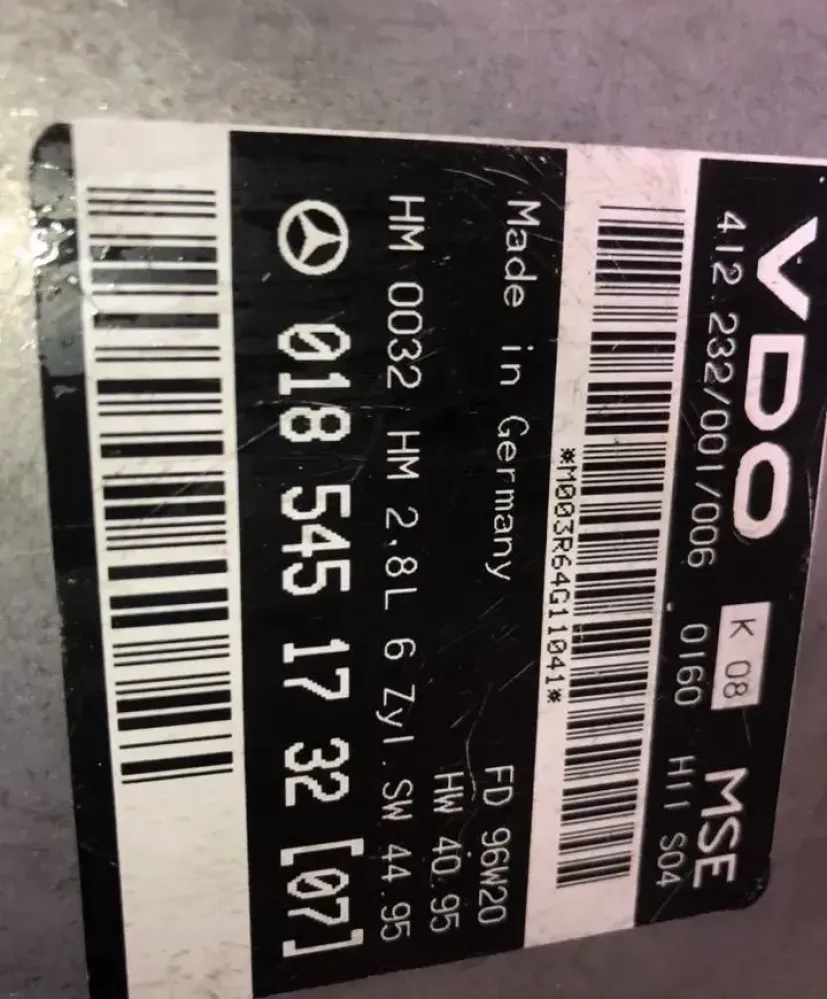 VDO K 08 MSE
412.232/001/006 0160 H11 S04
*M003R64G11041*
Made in Germany FD 96W20
HW 40.95
HM 0032 HM 2.8L 6 Zyl. SW 44.95
018 545 17 32 [07]